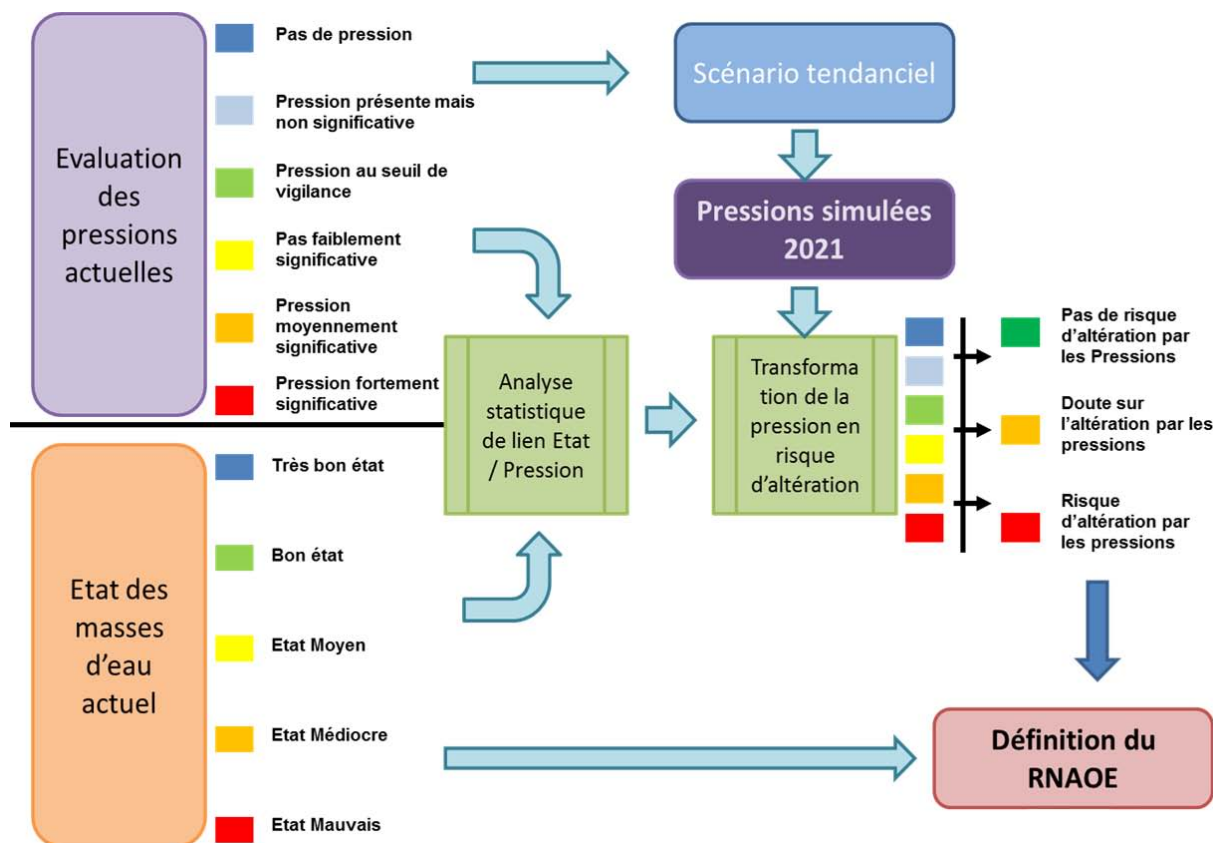 Evaluation
des
pressions
actuelles
Pas de pression
Pression présente mais
non significative
Pression au seuil de
vigilance
Pas faiblement
significative
Pression
moyennement
significative
Pression fortement
significative
Scénario tendanciel
Pressions simulées
2021
Analyse
statistique
de lien Etat
/ Pression
Transforma
tion de la
pression en
risque
d'altération
Pas de risque
d'altération par
les Pressions
Doute sur
l'altération par les
pressions
Risque
d'altération par
les pressions
Etat des
masses
d'eau
actuel
Très bon état
Bon état
Etat Moyen
Etat Médiocre
Etat Mauvais
Définition du
RNAOE